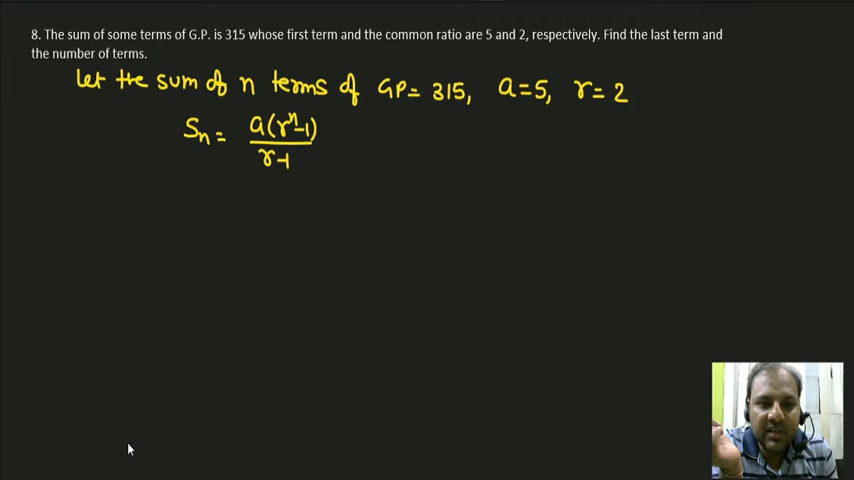 8. The sum of some terms of G.P. is 315 whose first term and the common ratio are 5 and 2, respectively. Find the last term and
the number of terms.
Let the sum of n terms of GP = 315, a = 5, r = 2
Sₙ = a(rⁿ-1)
r-1